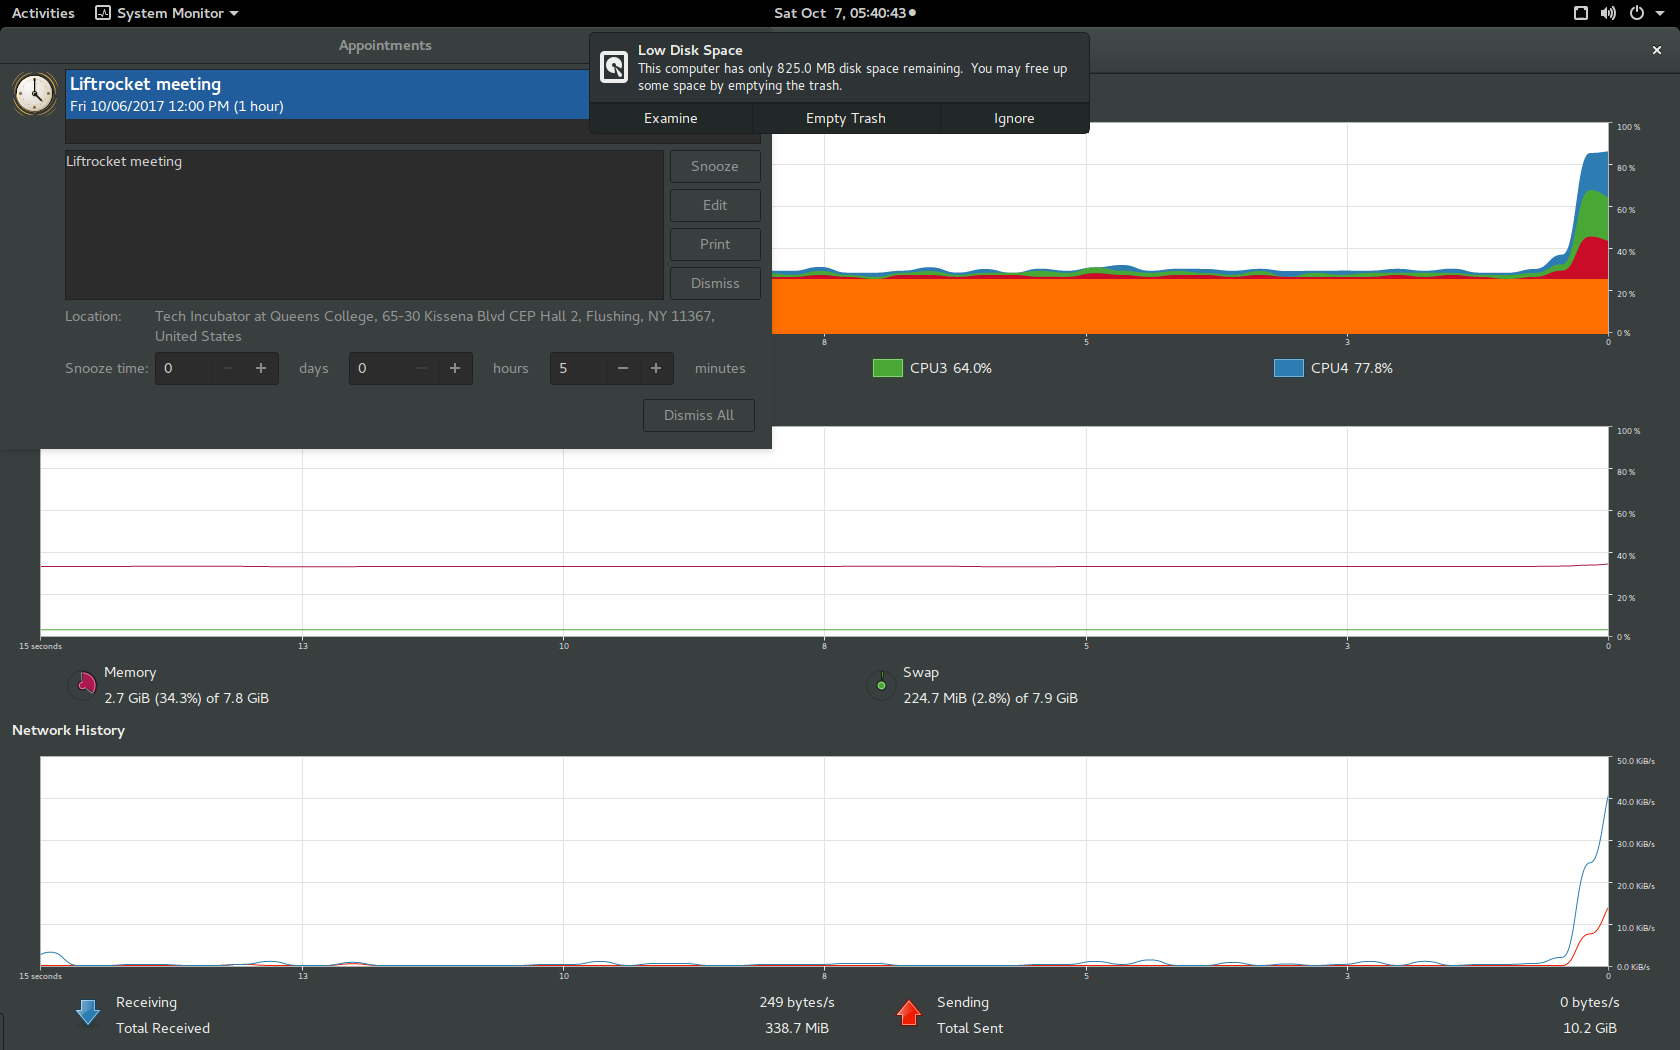 Activities
System Monitor
Sat Oct 7, 05:40:43
Appointments
Liftrocket meeting
Fri 10/06/2017 12:00 PM (1 hour)
Low Disk Space
This computer has only 825.0 MB disk space remaining. You may free up
some space by emptying the trash.
Examine
Empty Trash
Ignore
Liftrocket meeting
Snooze
Edit
Print
Dismiss
Location:
Tech Incubator at Queens College, 65-30 Kissena Blvd CEP Hall 2, Flushing, NY 11367,
United States
Snooze time:
0
days
0
hours
5
minutes
Dismiss All
100 %
80 %
60 %
40 %
20 %
0 %
8
5
3
0
CPU3 64.0%
CPU4 77.8%
100 %
80 %
60 %
40 %
20 %
0 %
15 seconds
13
10
8
5
3
0
Memory
2.7 GiB (34.3%) of 7.8 GiB
Swap
224.7 MiB (2.8%) of 7.9 GiB
Network History
50.0 KiB/s
40.0 KiB/s
30.0 KiB/s
20.0 KiB/s
10.0 KiB/s
0.0 KiB/s
15 seconds
13
10
8
5
3
0
Receiving
249 bytes/s
Total Received
338.7 MiB
Sending
0 bytes/s
Total Sent
10.2 GiB